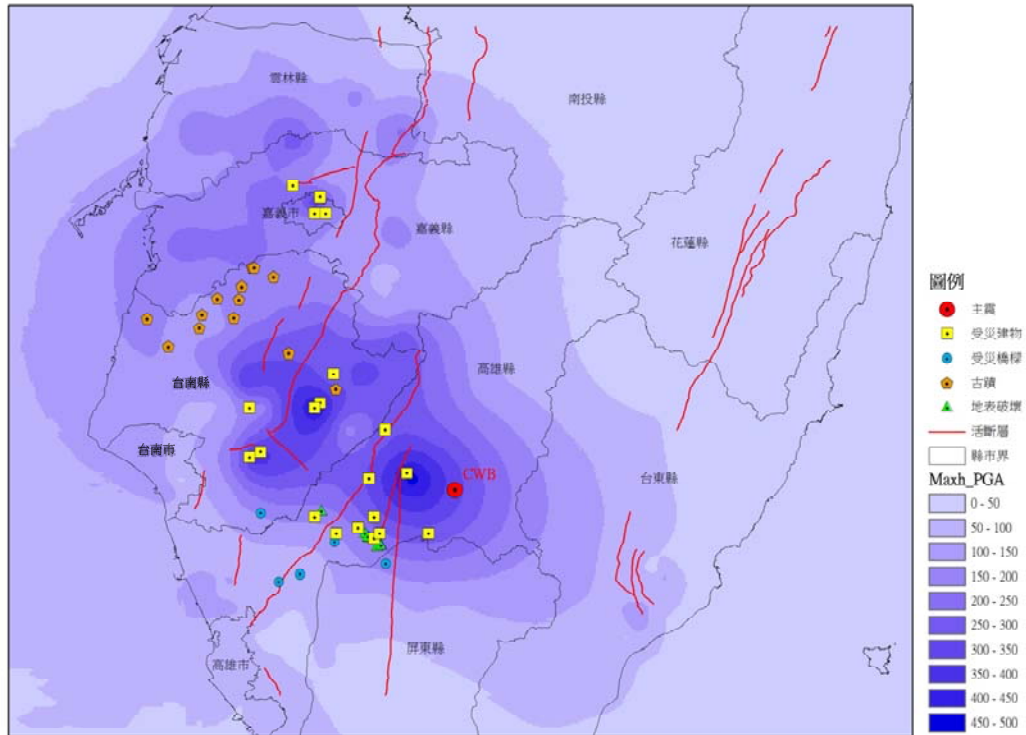 雲林縣
南投縣
嘉義市
嘉義縣
花蓮縣
高雄縣
台南縣
台南市
台東縣
CWB
屏東縣
高雄市
圖例
主震
受災建物
受災橋樑
古蹟
地表破壞
活斷層
縣市界
Maxh_PGA
0 - 50
50 - 100
100 - 150
150 - 200
200 - 250
250 - 300
300 - 350
350 - 400
400 - 450
450 - 500